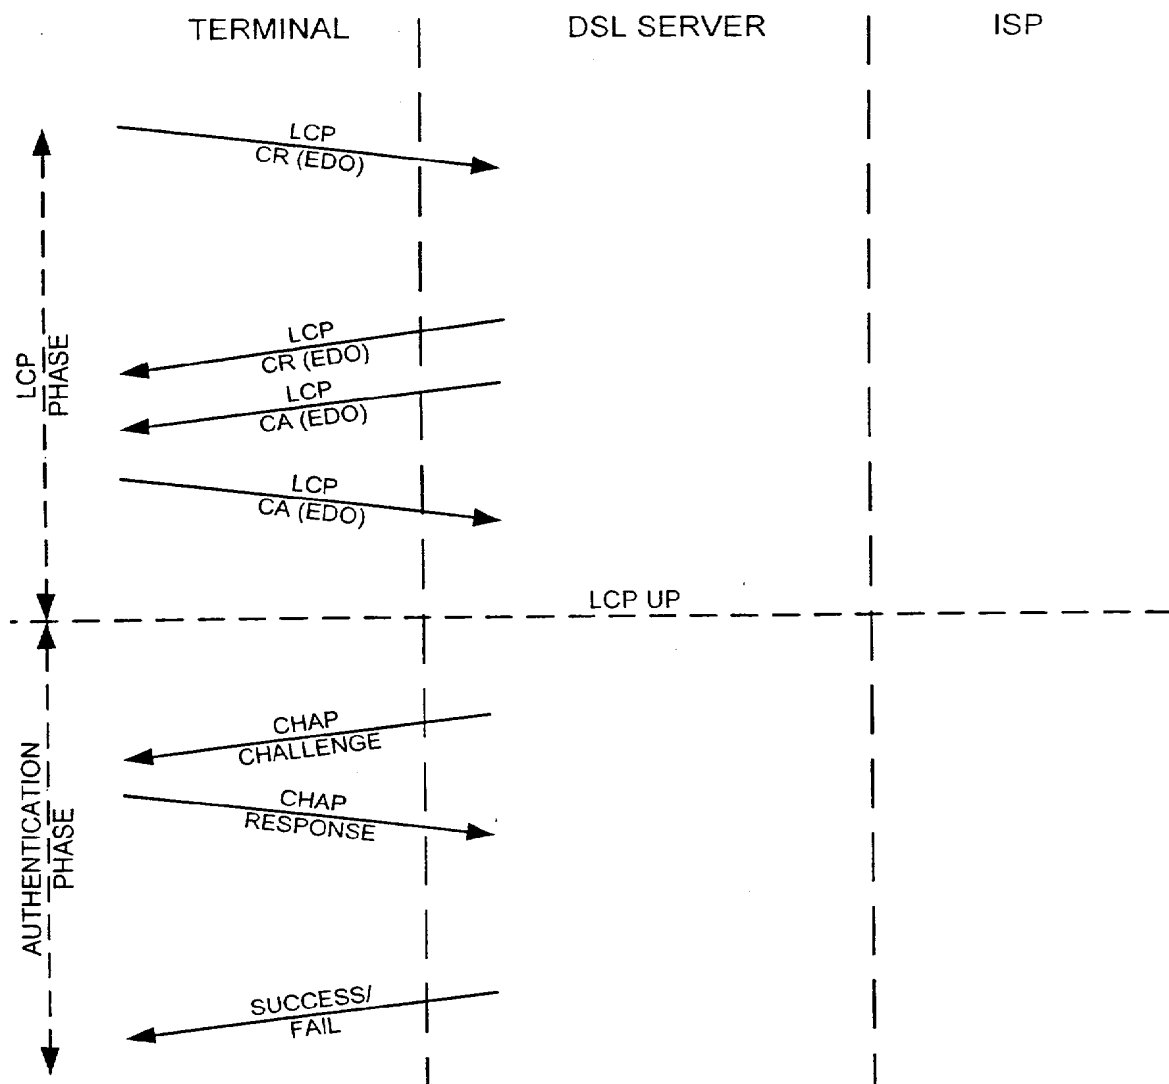 TERMINAL
DSL SERVER
ISP
LCP
CR (EDO)
LCP
CR (EDO)
LCP
CA (EDO)
LCP
CA (EDO)
LCP
PHASE
LCP UP
CHAP
CHALLENGE
CHAP
RESPONSE
SUCCESS/
FAIL
AUTHENTICATION
PHASE